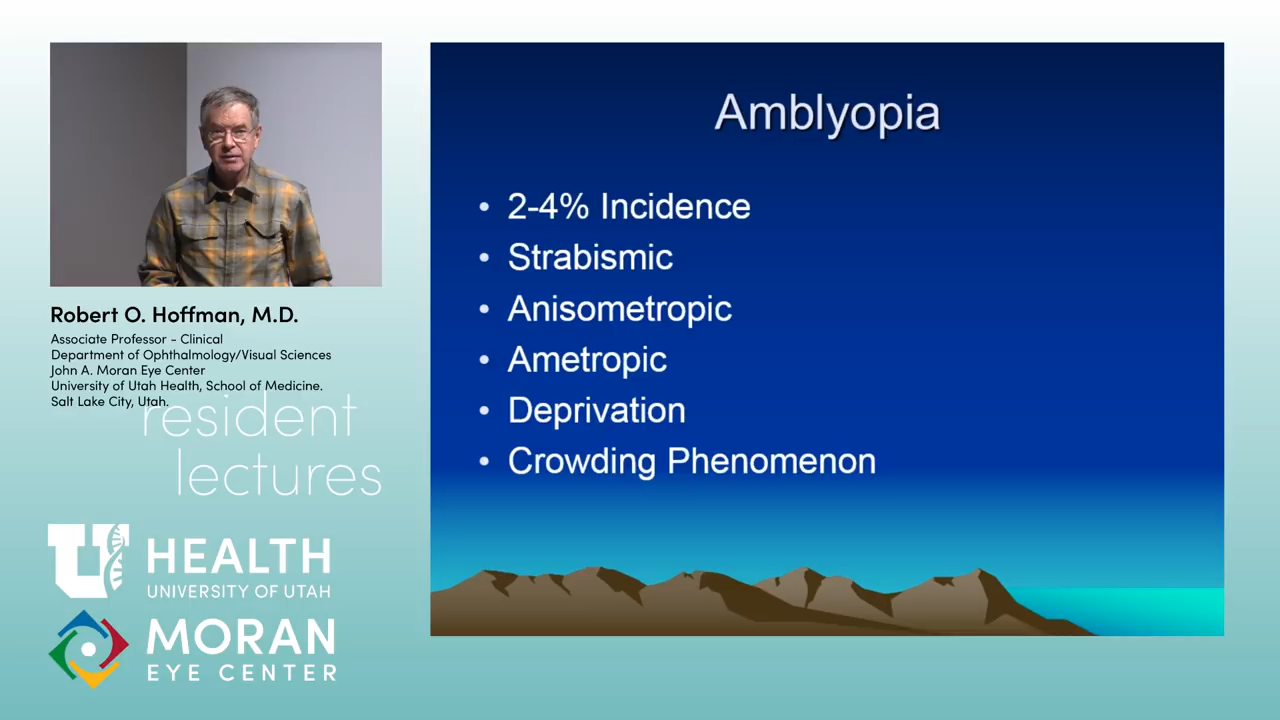 Amblyopia
• 2-4% Incidence
• Strabismic
• Anisometropic
• Ametropic
• Deprivation
• Crowding Phenomenon
Robert O. Hoffman, M.D.
Associate Professor - Clinical
Department of Ophthalmology/Visual Sciences
John A. Moran Eye Center
University of Utah Health, School of Medicine.
Salt Lake City, Utah.
resident
lectures
U HEALTH
UNIVERSITY OF UTAH
MORAN
EYE CENTER